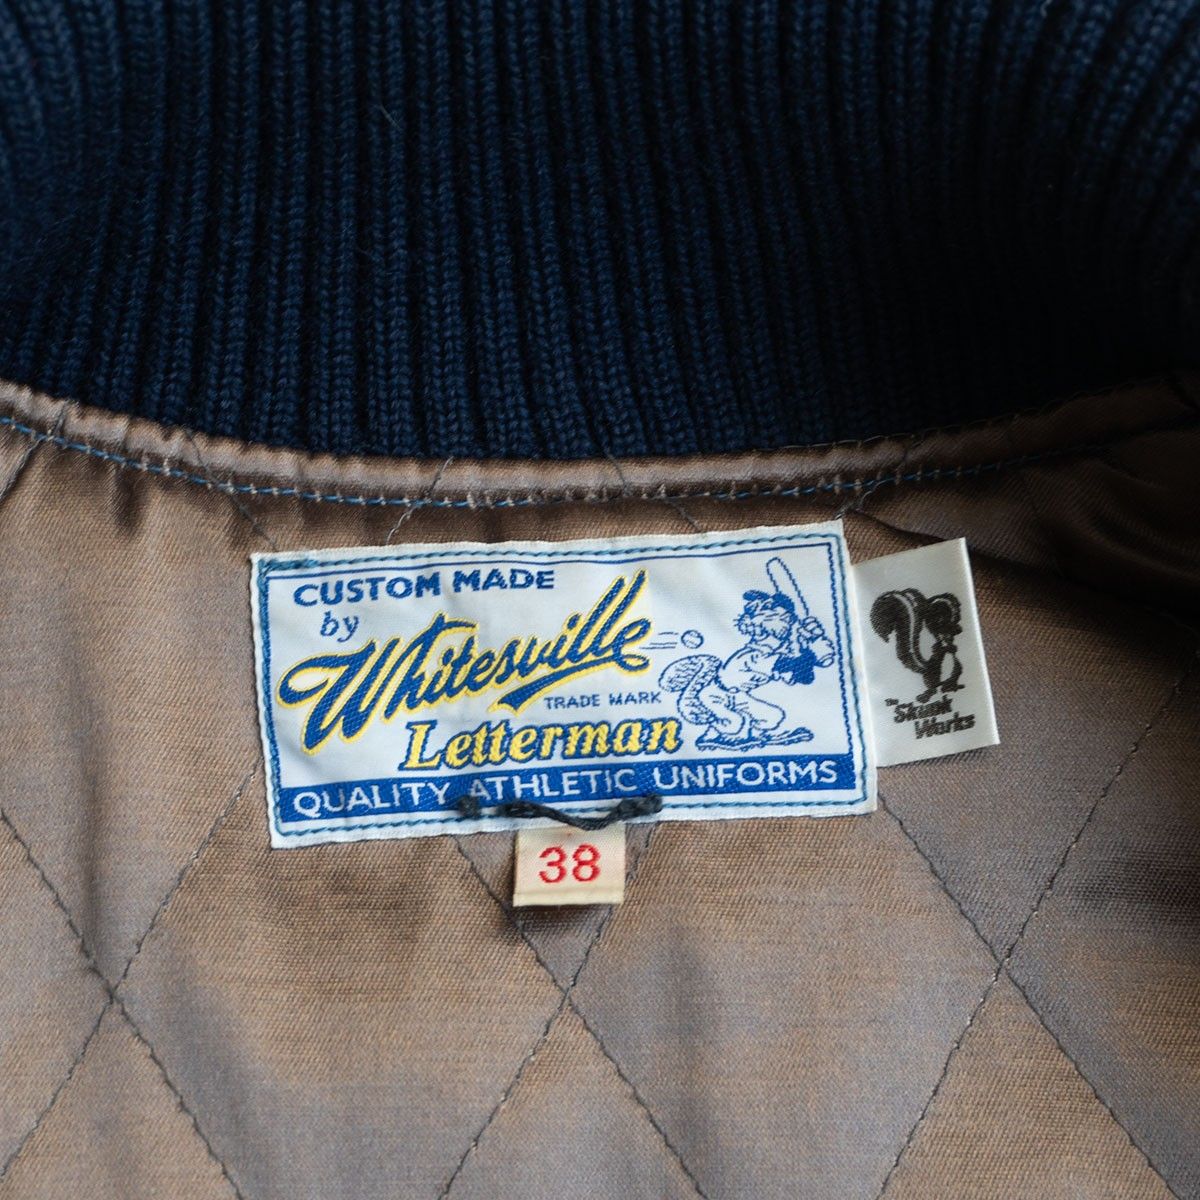 CUSTOM MADE
by
Whitesville
TRADE MARK
Letterman
QUALITY ATHLETIC UNIFORMS
38
The
Skunk
Works